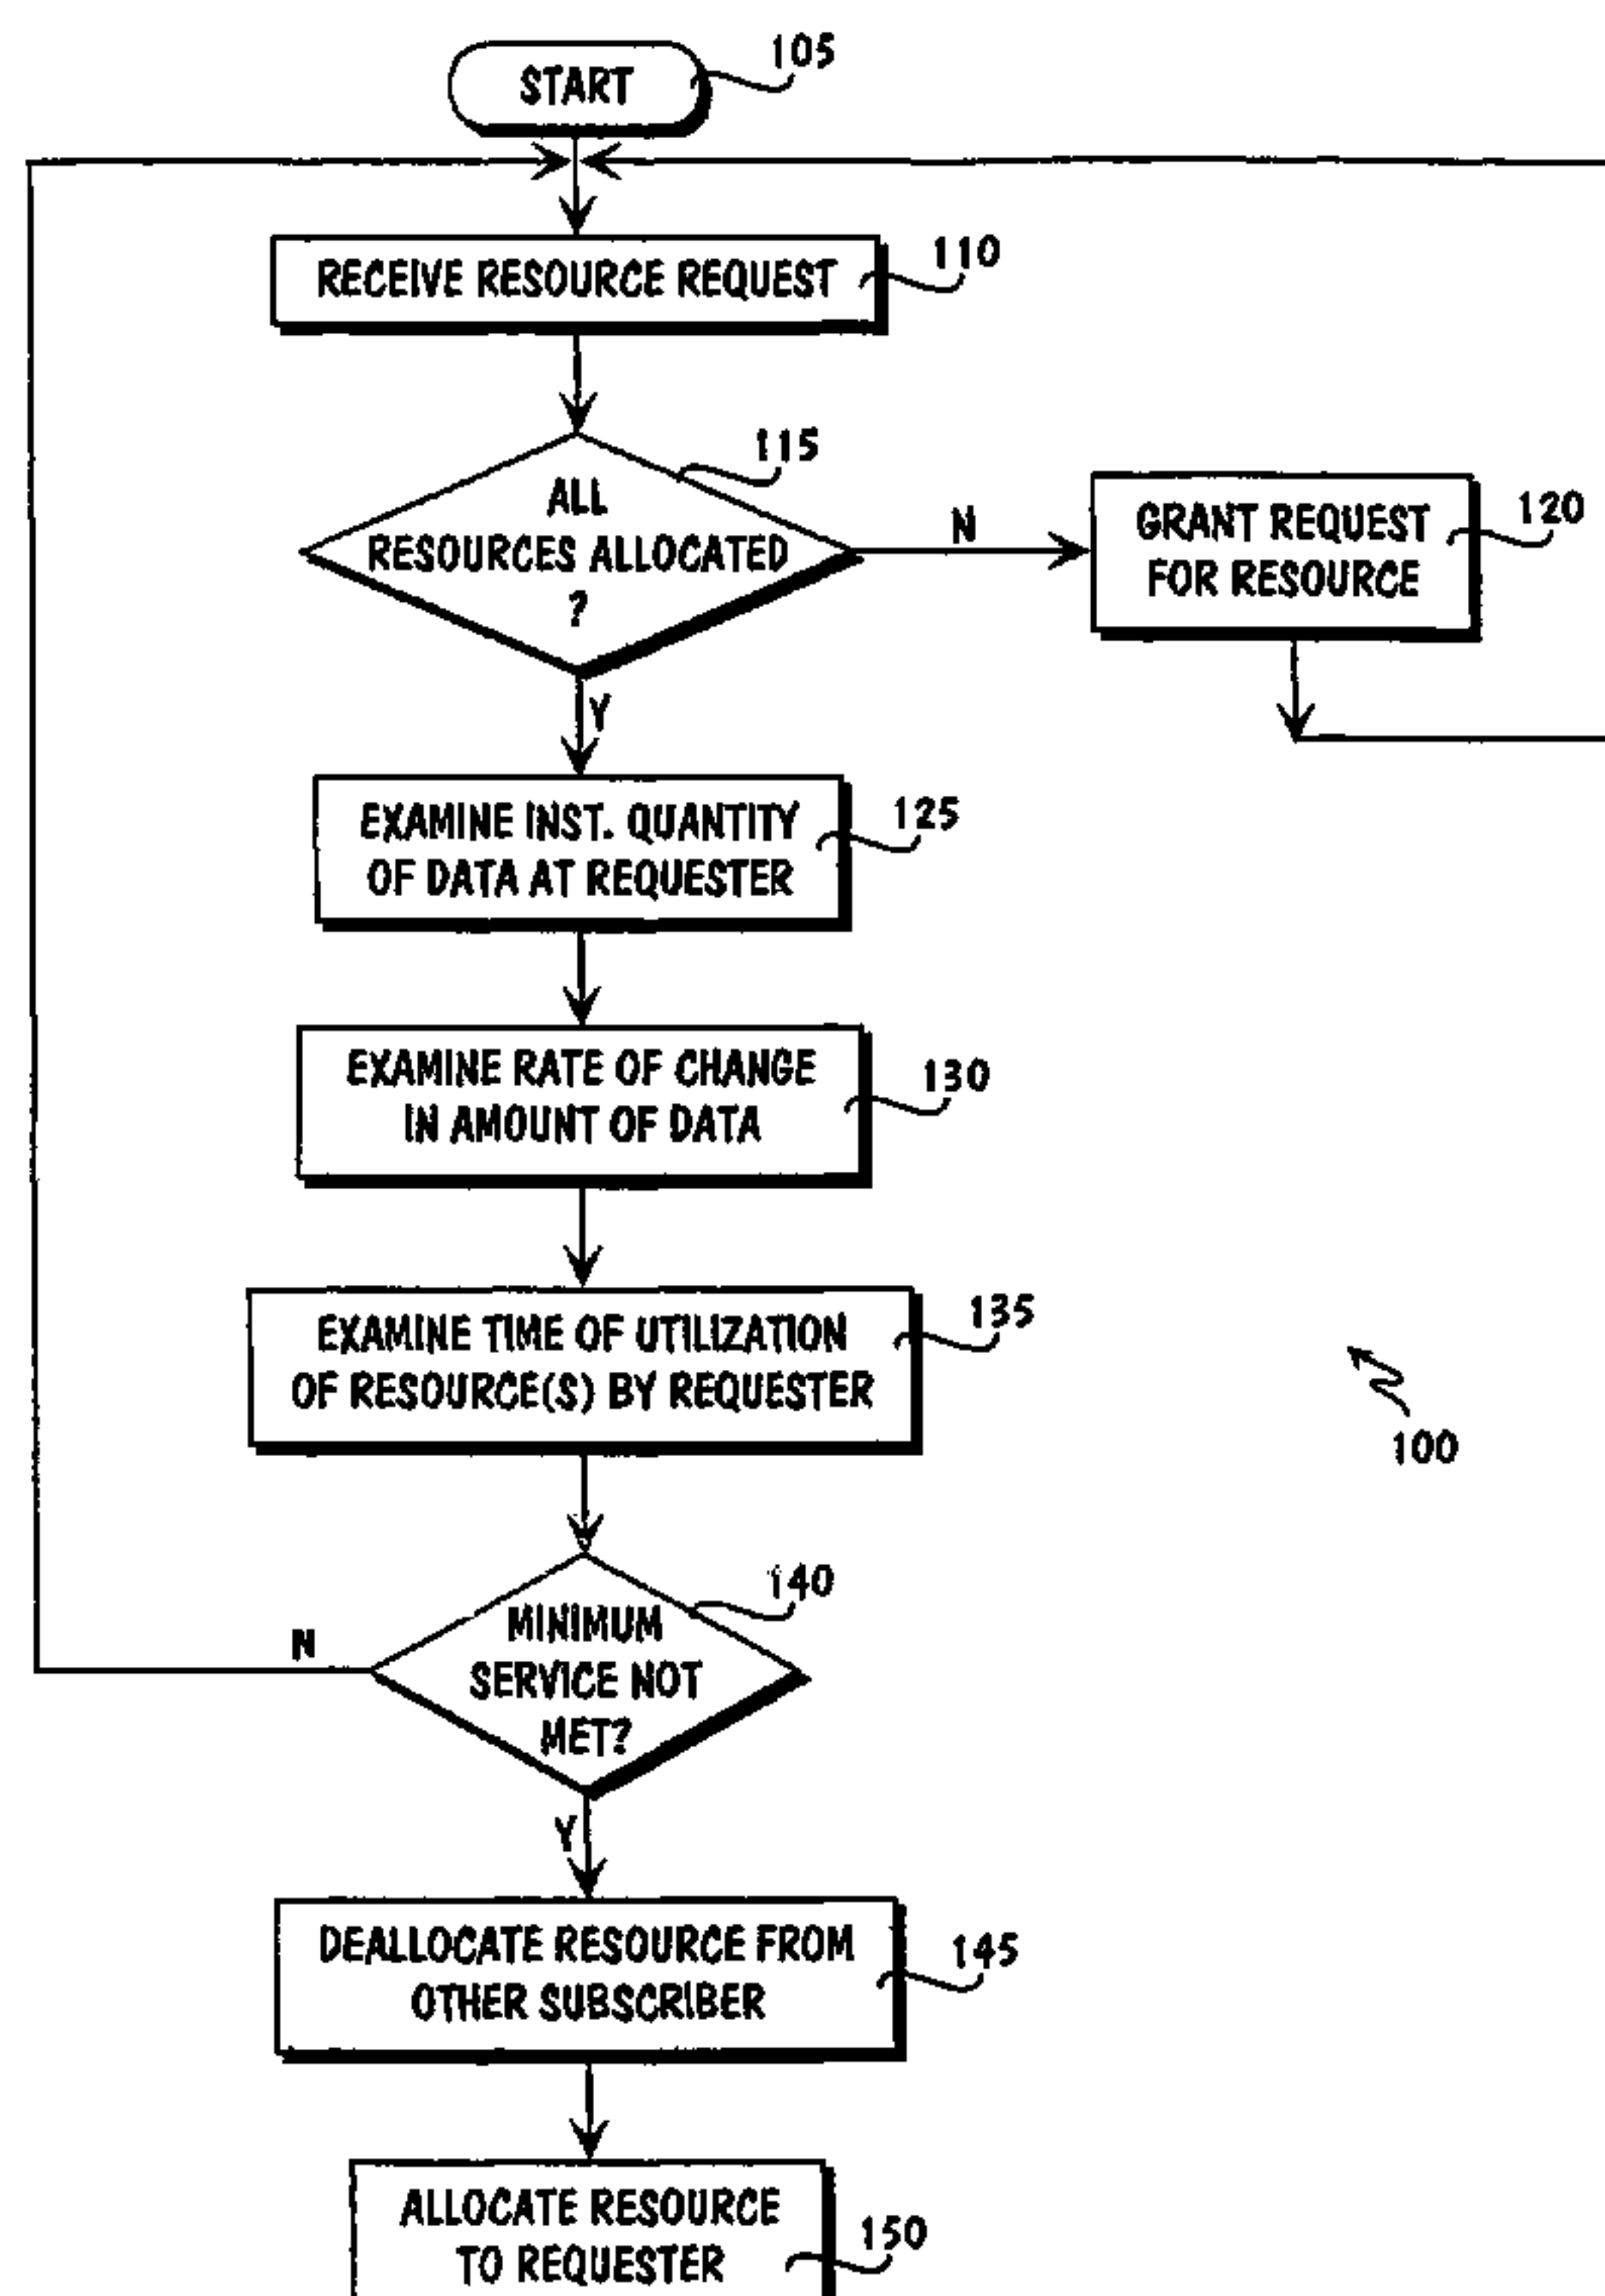 START
105
RECEIVE RESOURCE REQUEST
110
115
ALL
RESOURCES ALLOCATED
?
N
GRANT REQUEST
FOR RESOURCE
120
Y
EXAMINE INST. QUANTITY
OF DATA AT REQUESTER
125
EXAMINE RATE OF CHANGE
IN AMOUNT OF DATA
130
EXAMINE TIME OF UTILIZATION
OF RESOURCE(S) BY REQUESTER
135
100
140
MINIMUM
SERVICE NOT
MET?
N
Y
DEALLOCATE RESOURCE FROM
OTHER SUBSCRIBER
145
ALLOCATE RESOURCE
TO REQUESTER
150